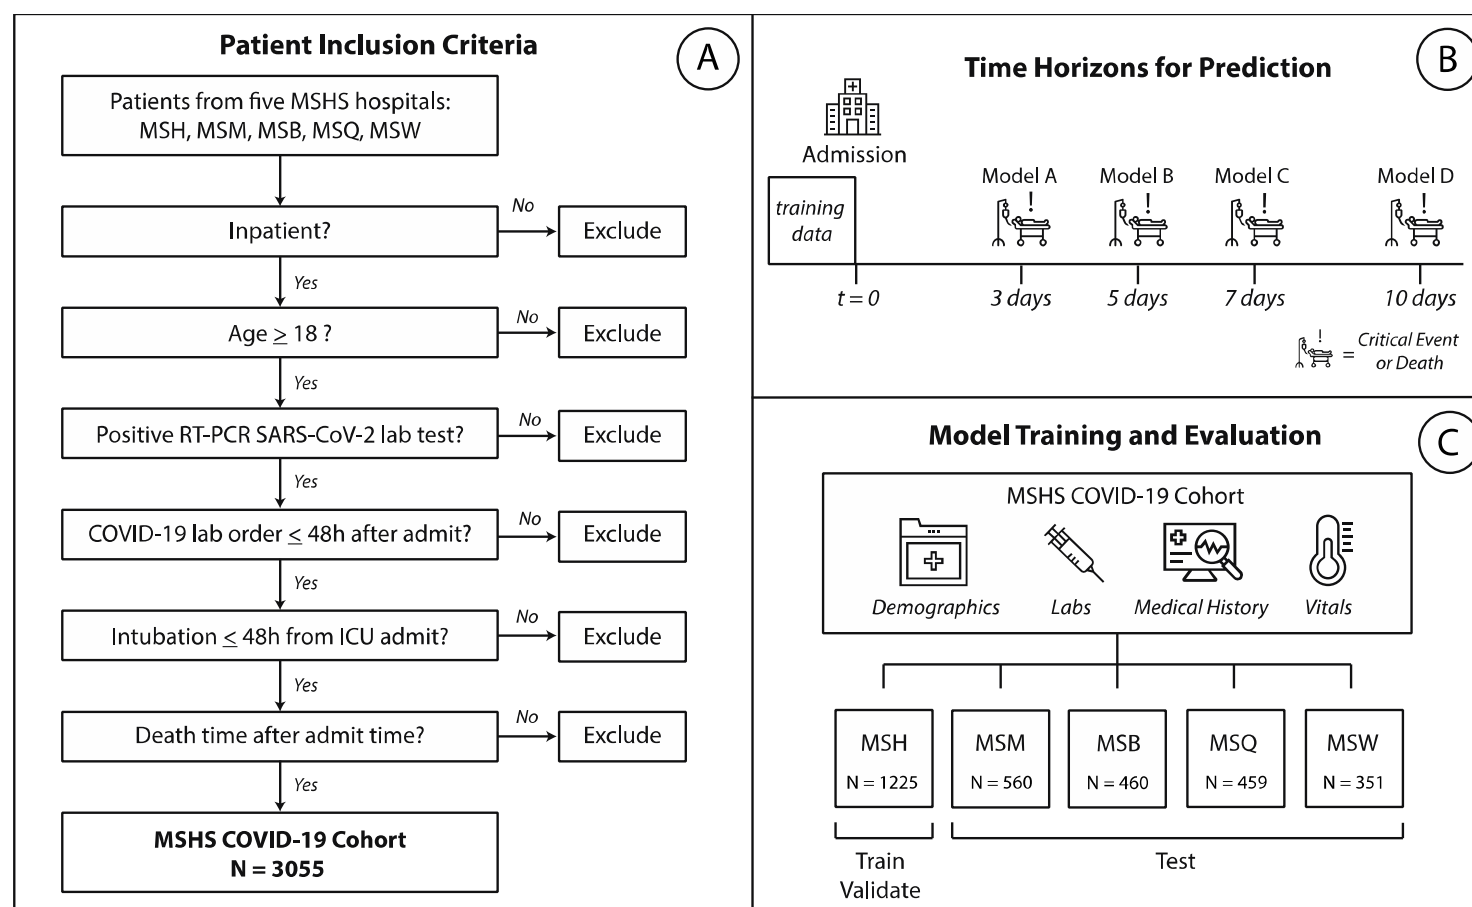 Patient Inclusion Criteria
A
Patients from five MSHS hospitals:
MSH, MSM, MSB, MSQ, MSW
Inpatient?
No
Exclude
Yes
Age ≥ 18 ?
No
Exclude
Yes
Positive RT-PCR SARS-CoV-2 lab test?
No
Exclude
Yes
COVID-19 lab order ≤ 48h after admit?
No
Exclude
Yes
Intubation ≤ 48h from ICU admit?
No
Exclude
Yes
Death time after admit time?
No
Exclude
Yes
MSHS COVID-19 Cohort
N = 3055
Time Horizons for Prediction
B
Admission
training
data
Model A
Model B
Model C
Model D
! ! ! !
t = 0
3 days
5 days
7 days
10 days
! = Critical Event
or Death
Model Training and Evaluation
C
MSHS COVID-19 Cohort
Demographics
Labs
Medical History
Vitals
MSH
N = 1225
MSM
N = 560
MSB
N = 460
MSQ
N = 459
MSW
N = 351
Train
Validate
Test